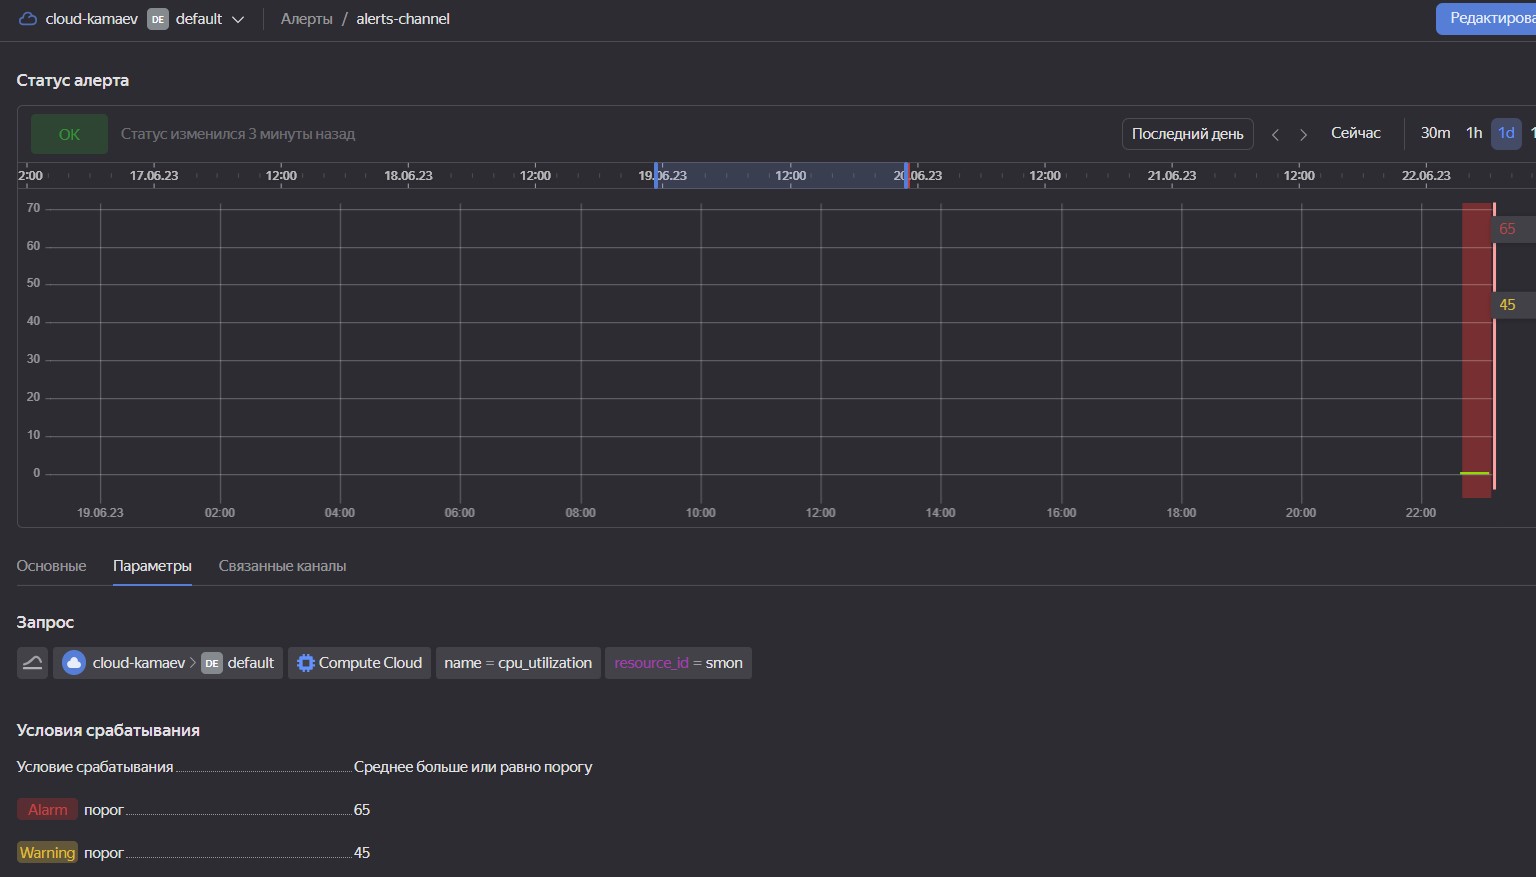 cloud-kamaev DE default Алерты / alerts-channel
Редактирова
Статус алерта
OK Статус изменился 3 минуты назад Последний день Сейчас 30m 1h 1d 1
2:00 17.06.23 12:00 18.06.23 12:00 19.06.23 12:00 20.06.23 12:00 21.06.23 12:00 22.06.23
70
65
60
50
45
40
30
20
10
0
19.06.23 02:00 04:00 06:00 08:00 10:00 12:00 14:00 16:00 18:00 20:00 22:00
Основные Параметры Связанные каналы
Запрос
cloud-kamaev > DE default Compute Cloud name = cpu_utilization resource_id = smon
Условия срабатывания
Условие срабатывания Среднее больше или равно порогу
Alarm порог 65
Warning порог 45